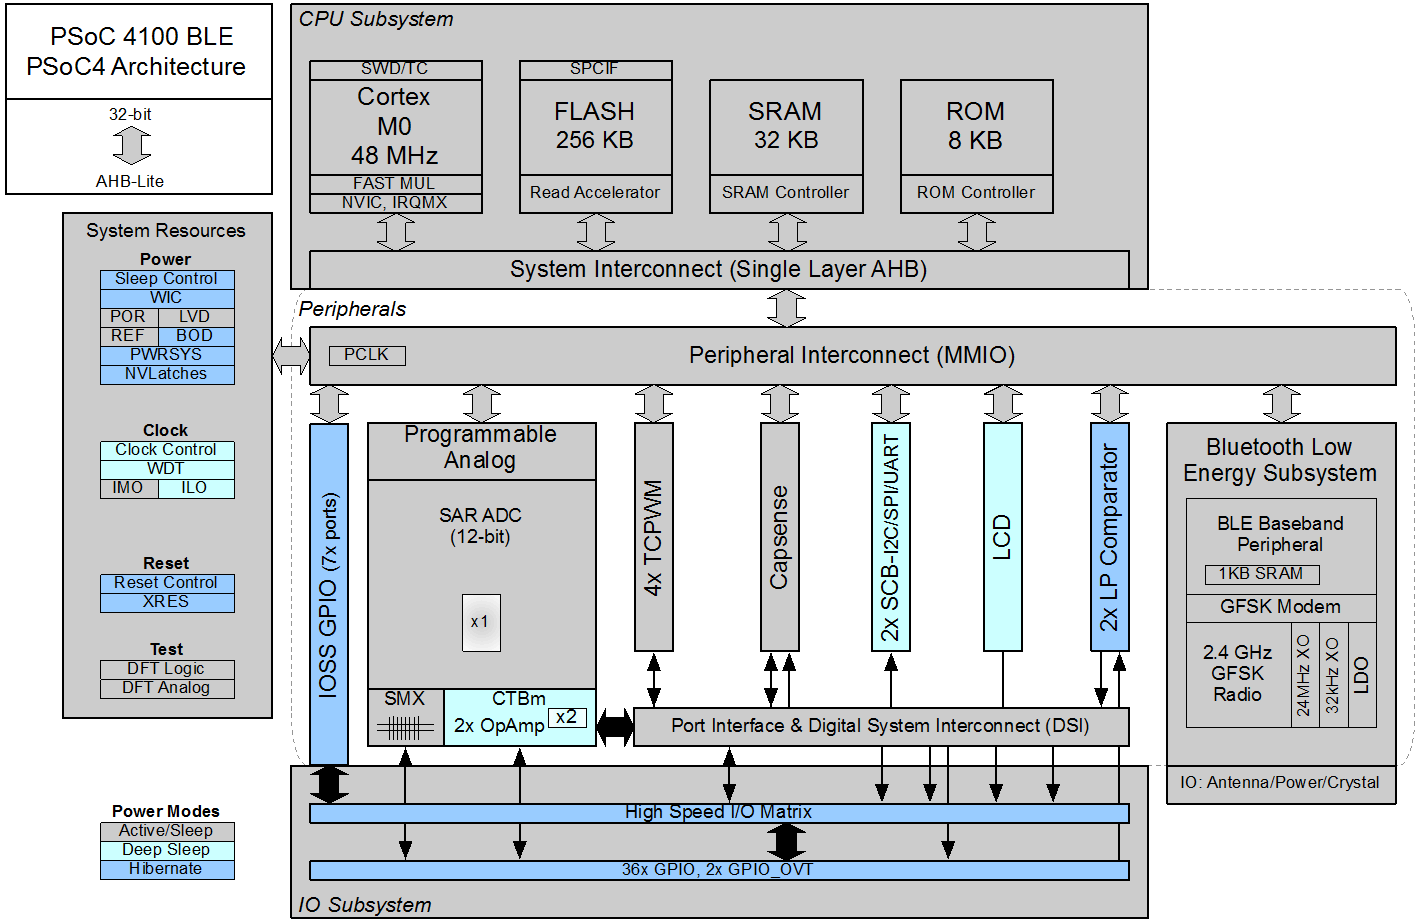 PSoC 4100 BLE
PSoC4 Architecture
32-bit
AHB-Lite
CPU Subsystem
SWD/TC
Cortex
M0
48 MHz
FAST MUL
NVIC, IRQMX
SPCIF
FLASH
256 KB
Read Accelerator
SRAM
32 KB
SRAM Controller
ROM
8 KB
ROM Controller
System Interconnect (Single Layer AHB)
System Resources
Power
Sleep Control
WIC
POR LVD
REF BOD
PWRSYS
NVLatches
Clock
Clock Control
WDT
IMO ILO
Reset
Reset Control
XRES
Test
DFT Logic
DFT Analog
Peripherals
PCLK
Peripheral Interconnect (MMIO)
IOSS GPIO (7x ports)
Programmable
Analog
SAR ADC
(12-bit)
x1
SMX
CTBm
2x OpAmp
x2
4x TCPWM
Capsense
2x SCB-I2C/SPI/UART
LCD
2x LP Comparator
Bluetooth Low
Energy Subsystem
BLE Baseband
Peripheral
1KB SRAM
GFSK Modem
2.4 GHz
GFSK
Radio
24MHz XO
32kHz XO
LDO
IO: Antenna/Power/Crystal
Port Interface & Digital System Interconnect (DSI)
High Speed I/O Matrix
36x GPIO, 2x GPIO_OVT
IO Subsystem
Power Modes
Active/Sleep
Deep Sleep
Hibernate